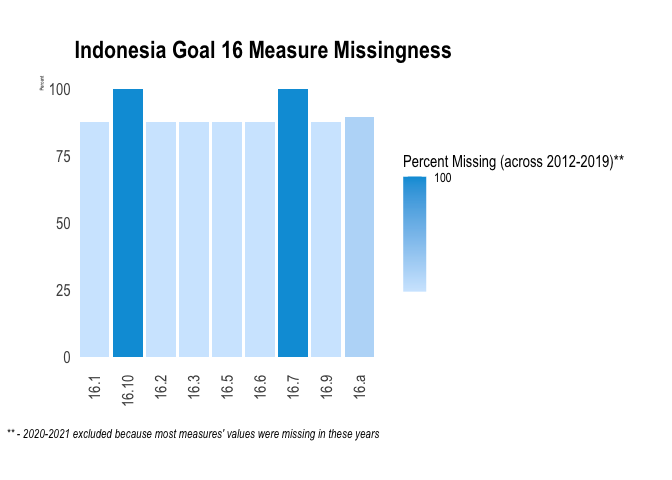 Indonesia Goal 16 Measure Missingness
Percent
100
75
50
25
0
16.1
16.10
16.2
16.3
16.5
16.6
16.7
16.9
16.a
Percent Missing (across 2012-2019)**
100
** - 2020-2021 excluded because most measures' values were missing in these years